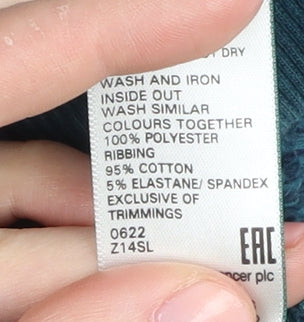 DRY
WASH AND IRON
INSIDE OUT
WASH SIMILAR
COLOURS TOGETHER
100% POLYESTER
RIBBING
95% COTTON
5% ELASTANE/ SPANDEX
EXCLUSIVE OF
TRIMMINGS
0622
Z14SL
EAC
plc